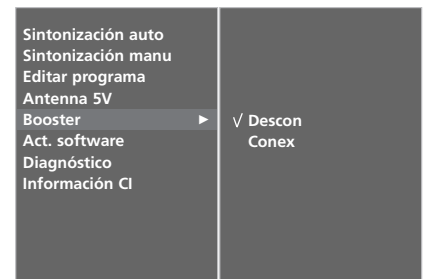 Sintonización auto
Sintonización manu
Editar programa
Antenna 5V
Booster ►
Act. software
Diagnóstico
Información CI
√ Descon
Conex